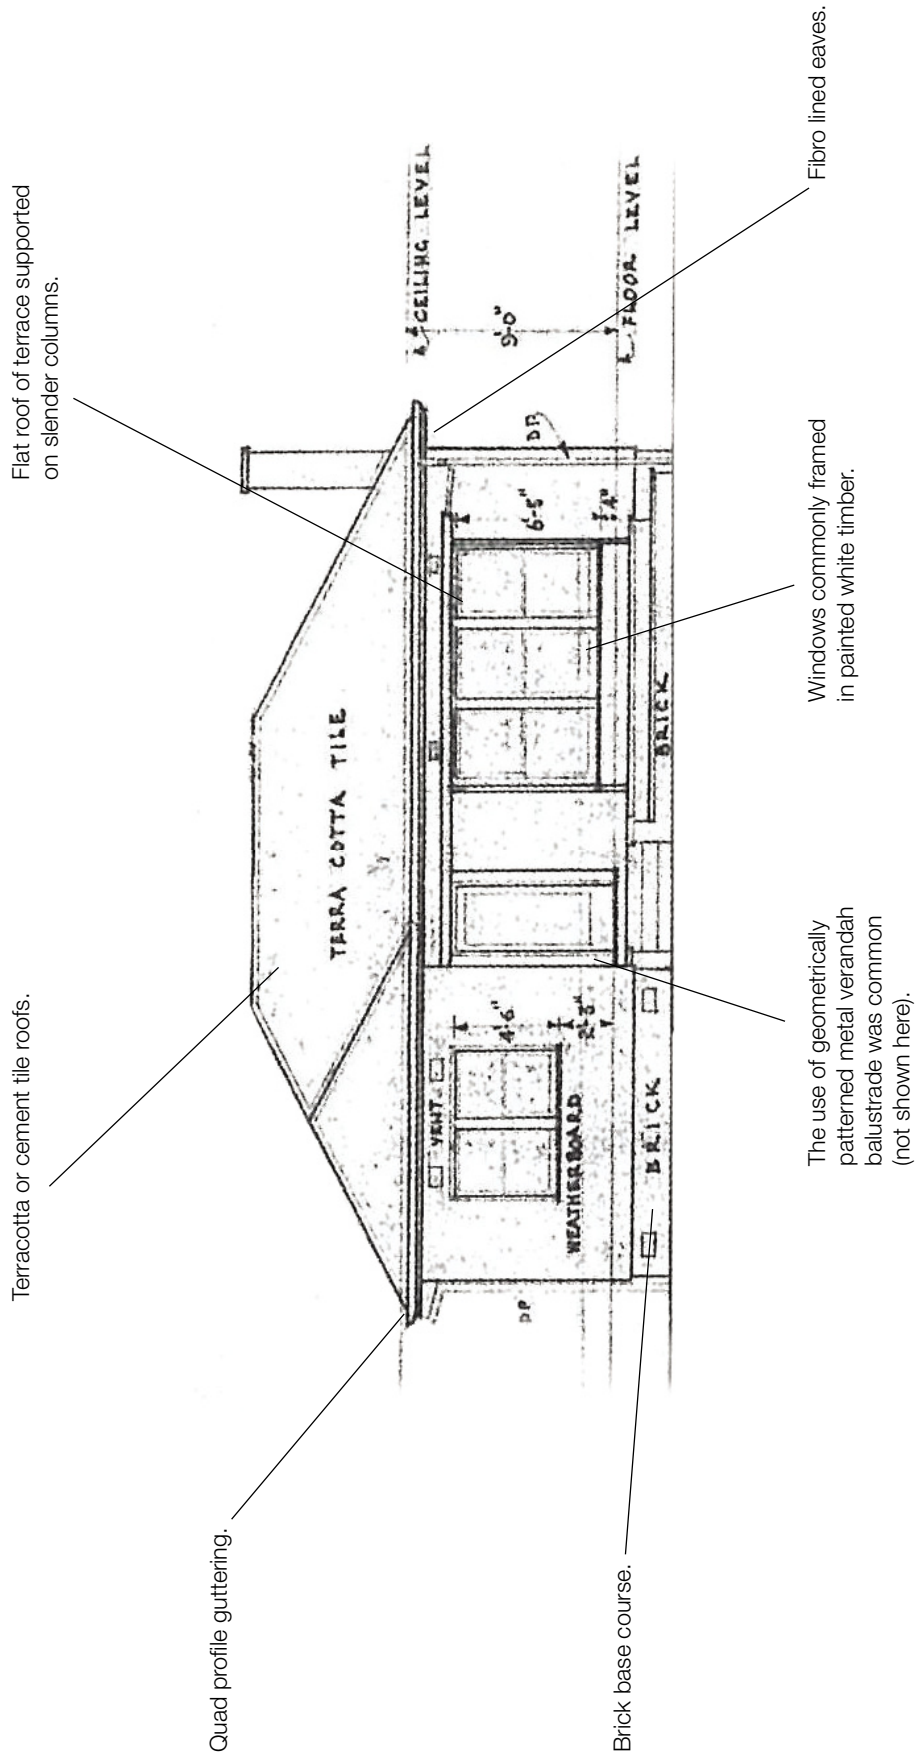 Terracotta or cement tile roofs.
Flat roof of terrace supported
on slender columns.
Quad profile guttering.
TERRA COTTA TILE
CEILING LEVEL
VENT
9'-0"
4'-6"
6'-8"
DP
DP
WEATHERBOARD
2'-3"
4"
FLOOR LEVEL
BRICK
BRICK
Brick base course.
The use of geometrically
patterned metal verandah
balustrade was common
(not shown here).
Windows commonly framed
in painted white timber.
Fibro lined eaves.